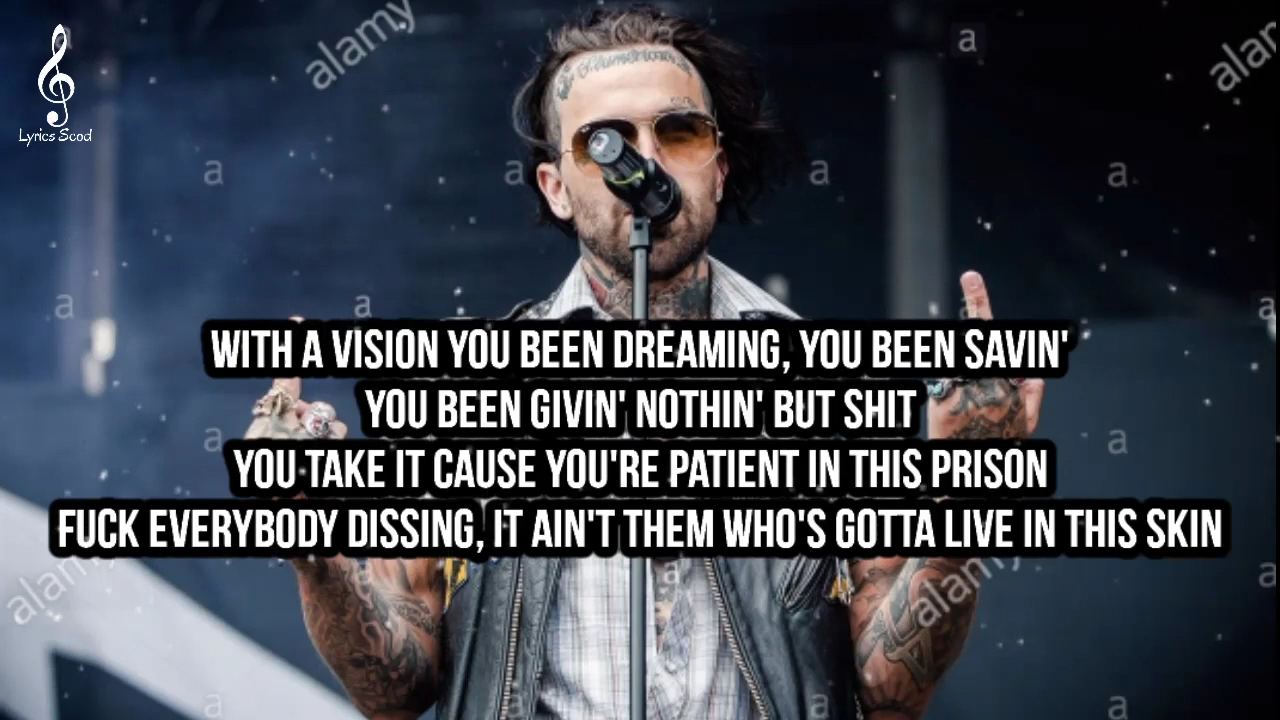 alamy
a
alamy
Lyrics Scod
a
a
a
a
a
a
a
WITH A VISION YOU BEEN DREAMING, YOU BEEN SAVIN'
YOU BEEN GIVIN' NOTHIN' BUT SHIT
a
a
YOU TAKE IT CAUSE YOU'RE PATIENT IN THIS PRISON
FUCK EVERYBODY DISSING, IT AIN'T THEM WHO'S GOTTA LIVE IN THIS SKIN
alamy
a
a
alamy
a
a
a
a